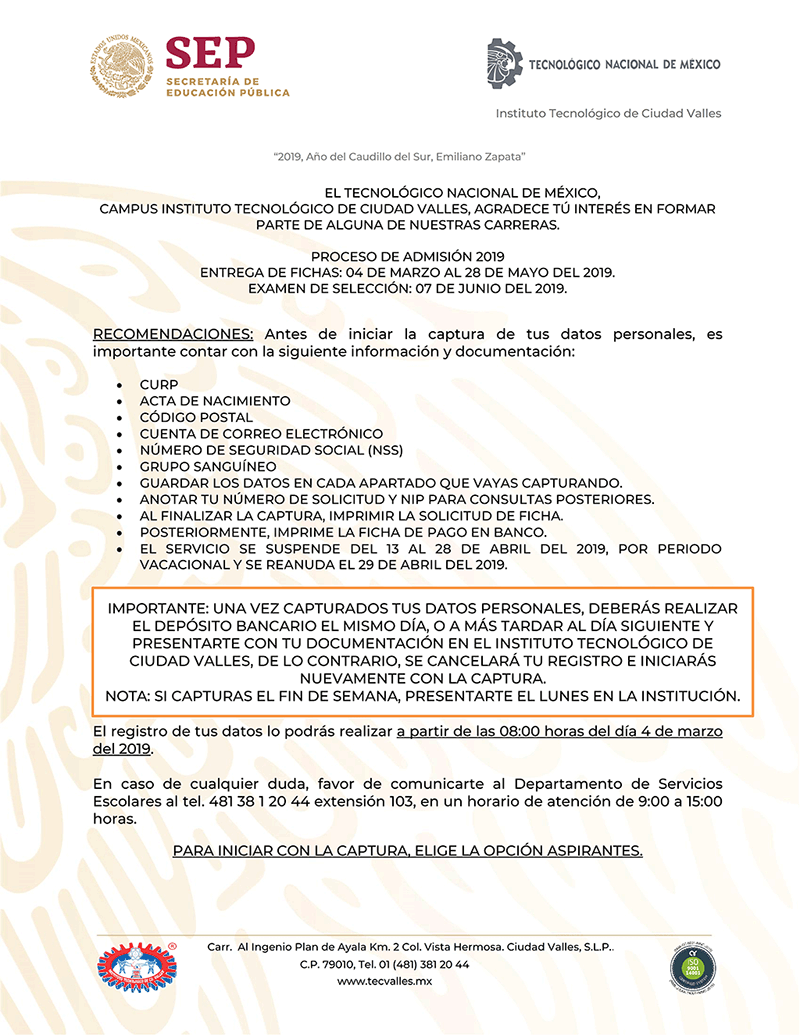 ESTADOS UNIDOS MEXICANOS
SEP
SECRETARÍA DE
EDUCACIÓN PÚBLICA
TECNOLÓGICO NACIONAL DE MÉXICO
Instituto Tecnológico de Ciudad Valles
“2019, Año del Caudillo del Sur, Emiliano Zapata”
EL TECNOLÓGICO NACIONAL DE MÉXICO,
CAMPUS INSTITUTO TECNOLÓGICO DE CIUDAD VALLES, AGRADECE TÚ INTERÉS EN FORMAR
PARTE DE ALGUNA DE NUESTRAS CARRERAS.
PROCESO DE ADMISIÓN 2019
ENTREGA DE FICHAS: 04 DE MARZO AL 28 DE MAYO DEL 2019.
EXAMEN DE SELECCIÓN: 07 DE JUNIO DEL 2019.
RECOMENDACIONES: Antes de iniciar la captura de tus datos personales, es
importante contar con la siguiente información y documentación:
• CURP
• ACTA DE NACIMIENTO
• CÓDIGO POSTAL
• CUENTA DE CORREO ELECTRÓNICO
• NÚMERO DE SEGURIDAD SOCIAL (NSS)
• GRUPO SANGUÍNEO
• GUARDAR LOS DATOS EN CADA APARTADO QUE VAYAS CAPTURANDO.
• ANOTAR TU NÚMERO DE SOLICITUD Y NIP PARA CONSULTAS POSTERIORES.
• AL FINALIZAR LA CAPTURA, IMPRIMIR LA SOLICITUD DE FICHA.
• POSTERIORMENTE, IMPRIME LA FICHA DE PAGO EN BANCO.
• EL SERVICIO SE SUSPENDE DEL 13 AL 28 DE ABRIL DEL 2019, POR PERIODO
VACACIONAL Y SE REANUDA EL 29 DE ABRIL DEL 2019.
IMPORTANTE: UNA VEZ CAPTURADOS TUS DATOS PERSONALES, DEBERÁS REALIZAR
EL DEPÓSITO BANCARIO EL MISMO DÍA, O A MÁS TARDAR AL DÍA SIGUIENTE Y
PRESENTARTE CON TU DOCUMENTACIÓN EN EL INSTITUTO TECNOLÓGICO DE
CIUDAD VALLES, DE LO CONTRARIO, SE CANCELARÁ TU REGISTRO E INICIARÁS
NUEVAMENTE CON LA CAPTURA.
NOTA: SI CAPTURAS EL FIN DE SEMANA, PRESENTARTE EL LUNES EN LA INSTITUCIÓN.
El registro de tus datos lo podrás realizar a partir de las 08:00 horas del día 4 de marzo
del 2019.
En caso de cualquier duda, favor de comunicarte al Departamento de Servicios
Escolares al tel. 481 38 1 20 44 extensión 103, en un horario de atención de 9:00 a 15:00
horas.
PARA INICIAR CON LA CAPTURA, ELIGE LA OPCIÓN ASPIRANTES.
Carr. Al Ingenio Plan de Ayala Km. 2 Col. Vista Hermosa. Ciudad Valles, S.L.P..
C.P. 79010, Tel. 01 (481) 381 20 44
www.tecvalles.mx
®
ISO
9001
14001